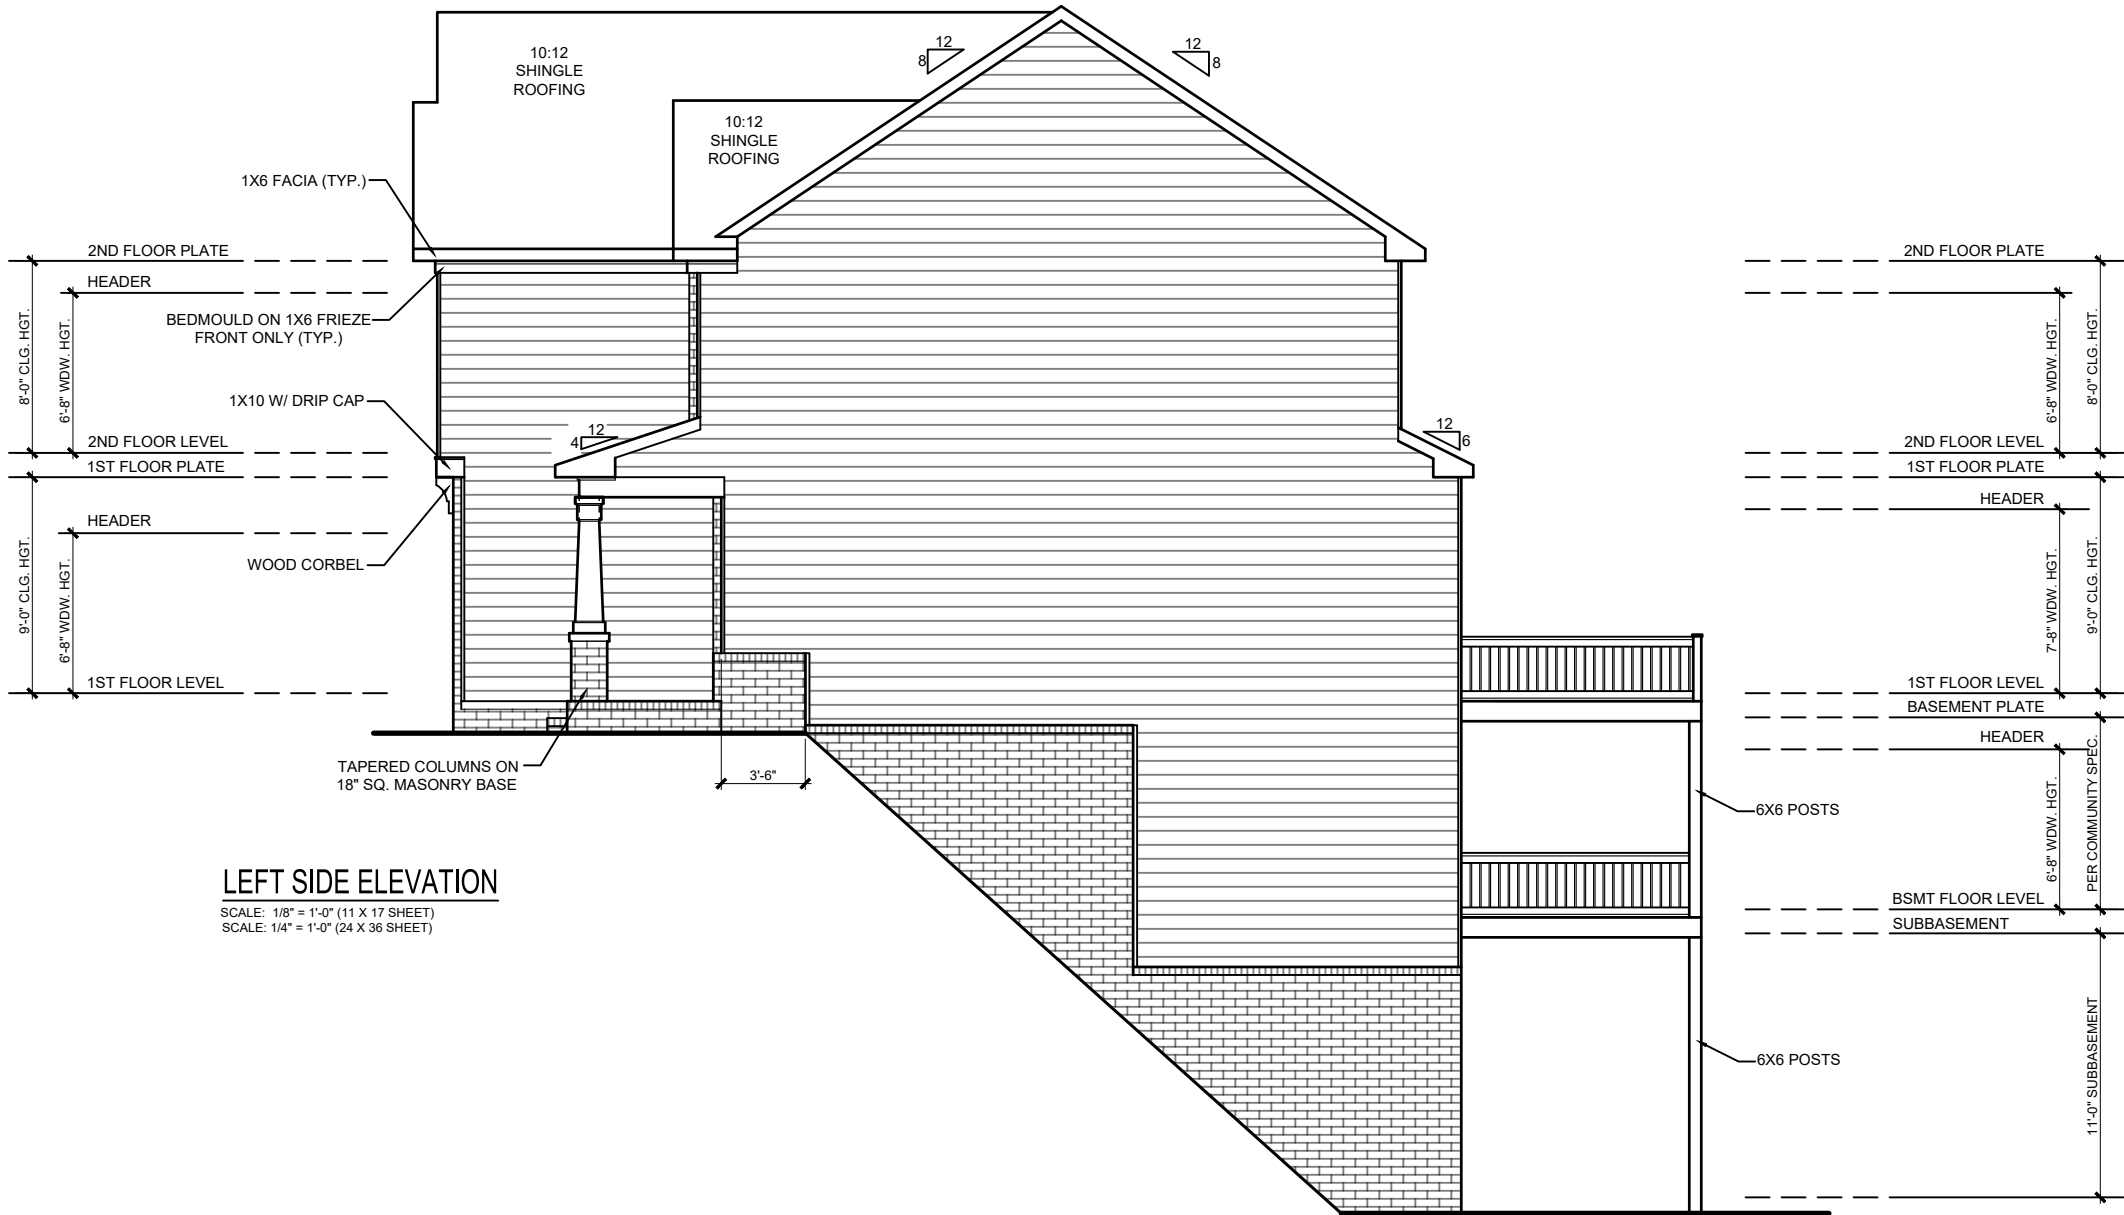 12
8
12
8
10:12
SHINGLE
ROOFING
10:12
SHINGLE
ROOFING
1X6 FACIA (TYP.)
2ND FLOOR PLATE
HEADER
BEDMOULD ON 1X6 FRIEZE
FRONT ONLY (TYP.)
8'-0" CLG. HGT.
6'-8" WDW. HGT.
1X10 W/ DRIP CAP
2ND FLOOR LEVEL
1ST FLOOR PLATE
12
4
HEADER
WOOD CORBEL
9'-0" CLG. HGT.
6'-8" WDW. HGT.
1ST FLOOR LEVEL
TAPERED COLUMNS ON
18" SQ. MASONRY BASE
3'-6"
LEFT SIDE ELEVATION
SCALE: 1/8" = 1'-0" (11 X 17 SHEET)
SCALE: 1/4" = 1'-0" (24 X 36 SHEET)
2ND FLOOR PLATE
6'-8" WDW. HGT.
8'-0" CLG. HGT.
12
6
2ND FLOOR LEVEL
1ST FLOOR PLATE
HEADER
7'-8" WDW. HGT.
9'-0" CLG. HGT.
1ST FLOOR LEVEL
BASEMENT PLATE
HEADER
6X6 POSTS
6'-8" WDW. HGT.
PER COMMUNITY SPEC.
BSMT FLOOR LEVEL
SUBBASEMENT
6X6 POSTS
11'-0" SUBBASEMENT